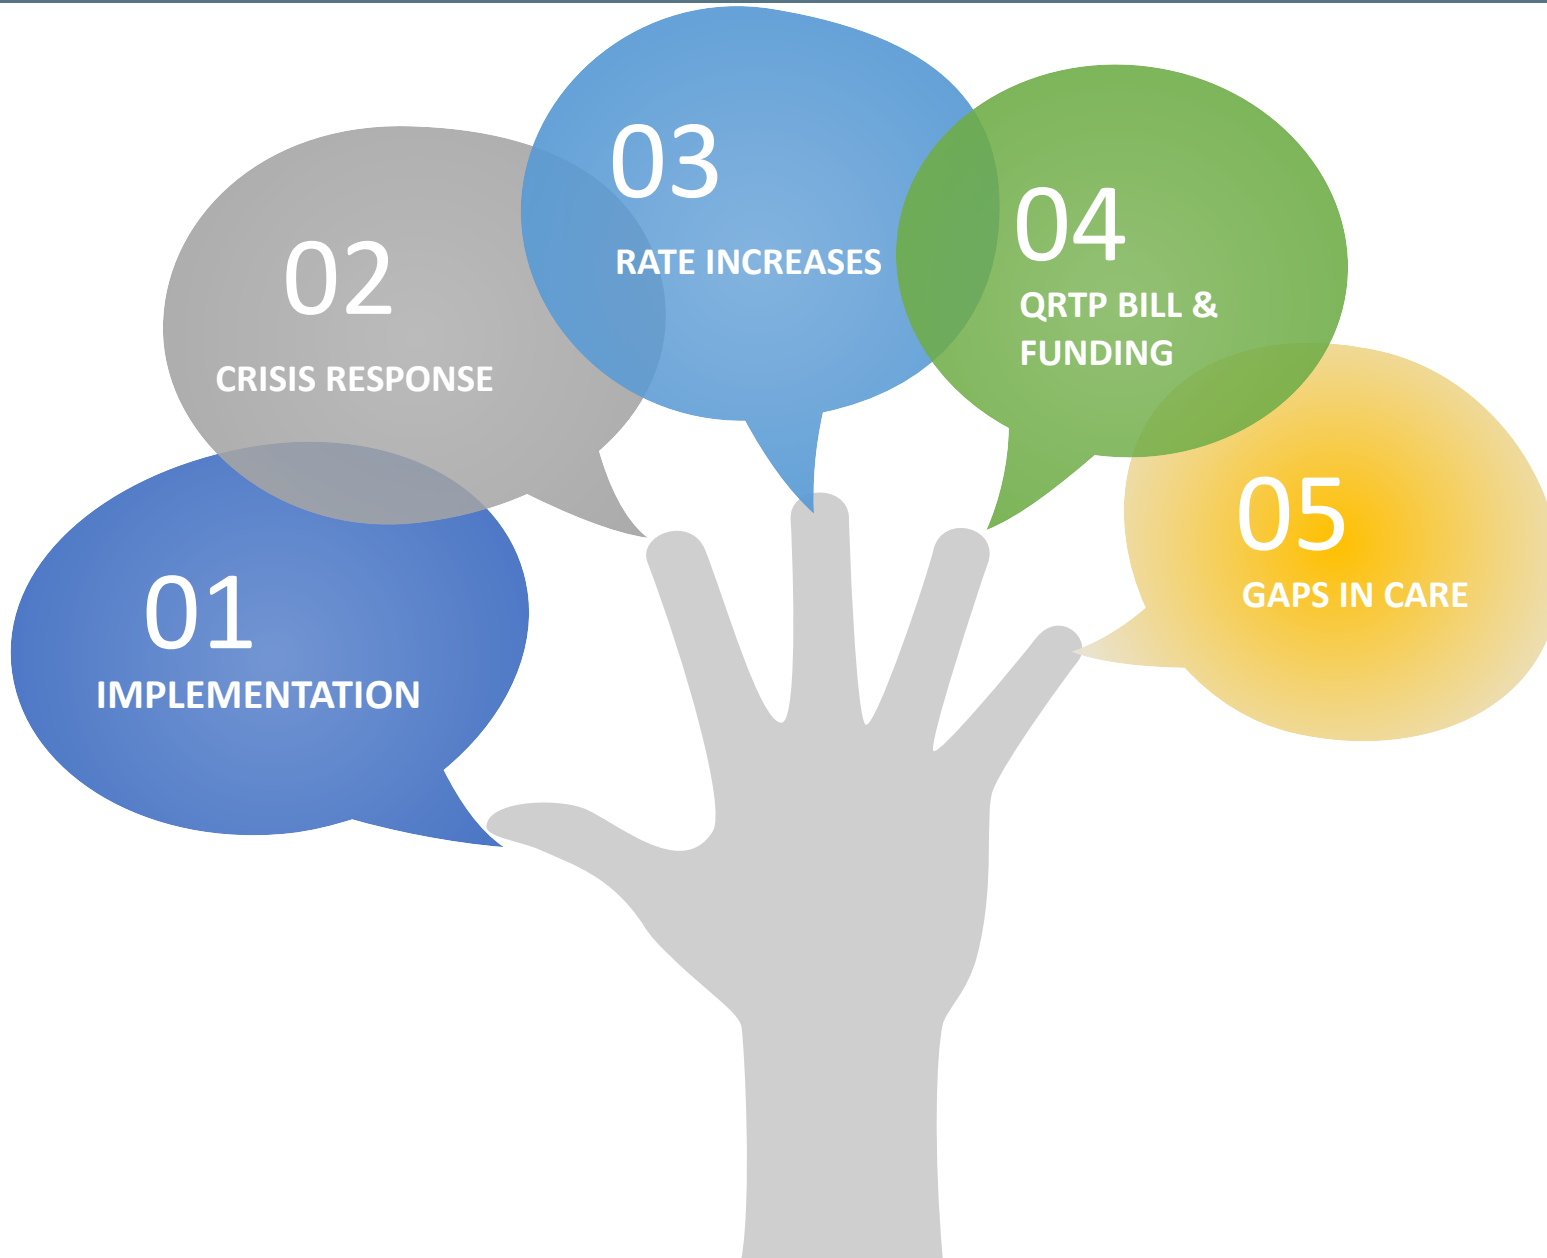 01
IMPLEMENTATION
02
CRISIS RESPONSE
03
RATE INCREASES
04
QRTP BILL &
FUNDING
05
GAPS IN CARE